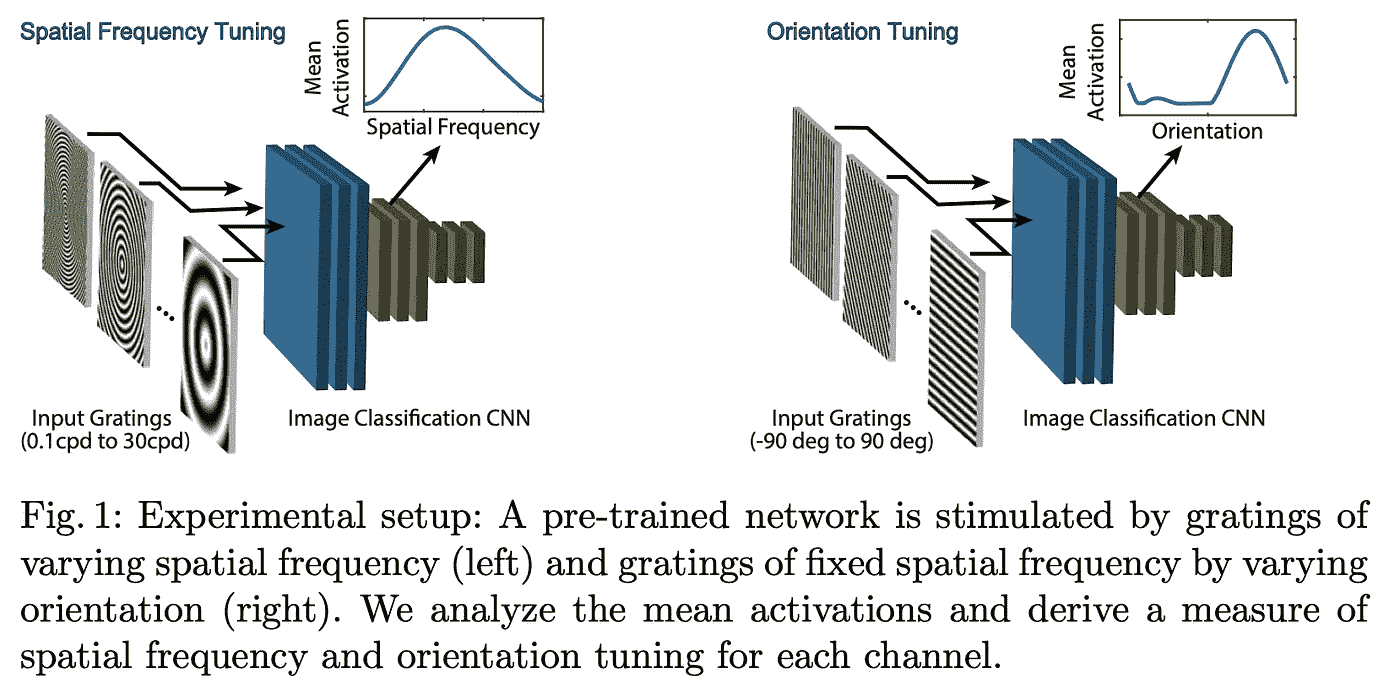 Spatial Frequency Tuning
Mean
Activation
Spatial Frequency
Input Gratings
(0.1cpd to 30cpd)
Image Classification CNN
Orientation Tuning
Mean
Activation
Orientation
Input Gratings
(-90 deg to 90 deg)
Image Classification CNN
Fig. 1: Experimental setup: A pre-trained network is stimulated by gratings of
varying spatial frequency (left) and gratings of fixed spatial frequency by varying
orientation (right). We analyze the mean activations and derive a measure of
spatial frequency and orientation tuning for each channel.